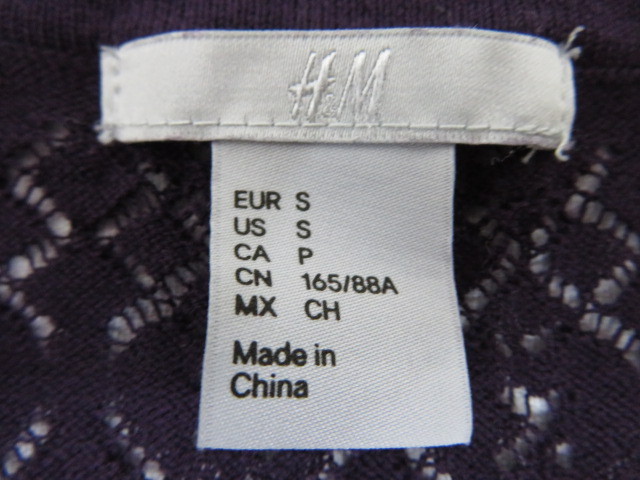 H&M
EUR S
US S
CA P
CN 165/88A
MX CH
Made in
China